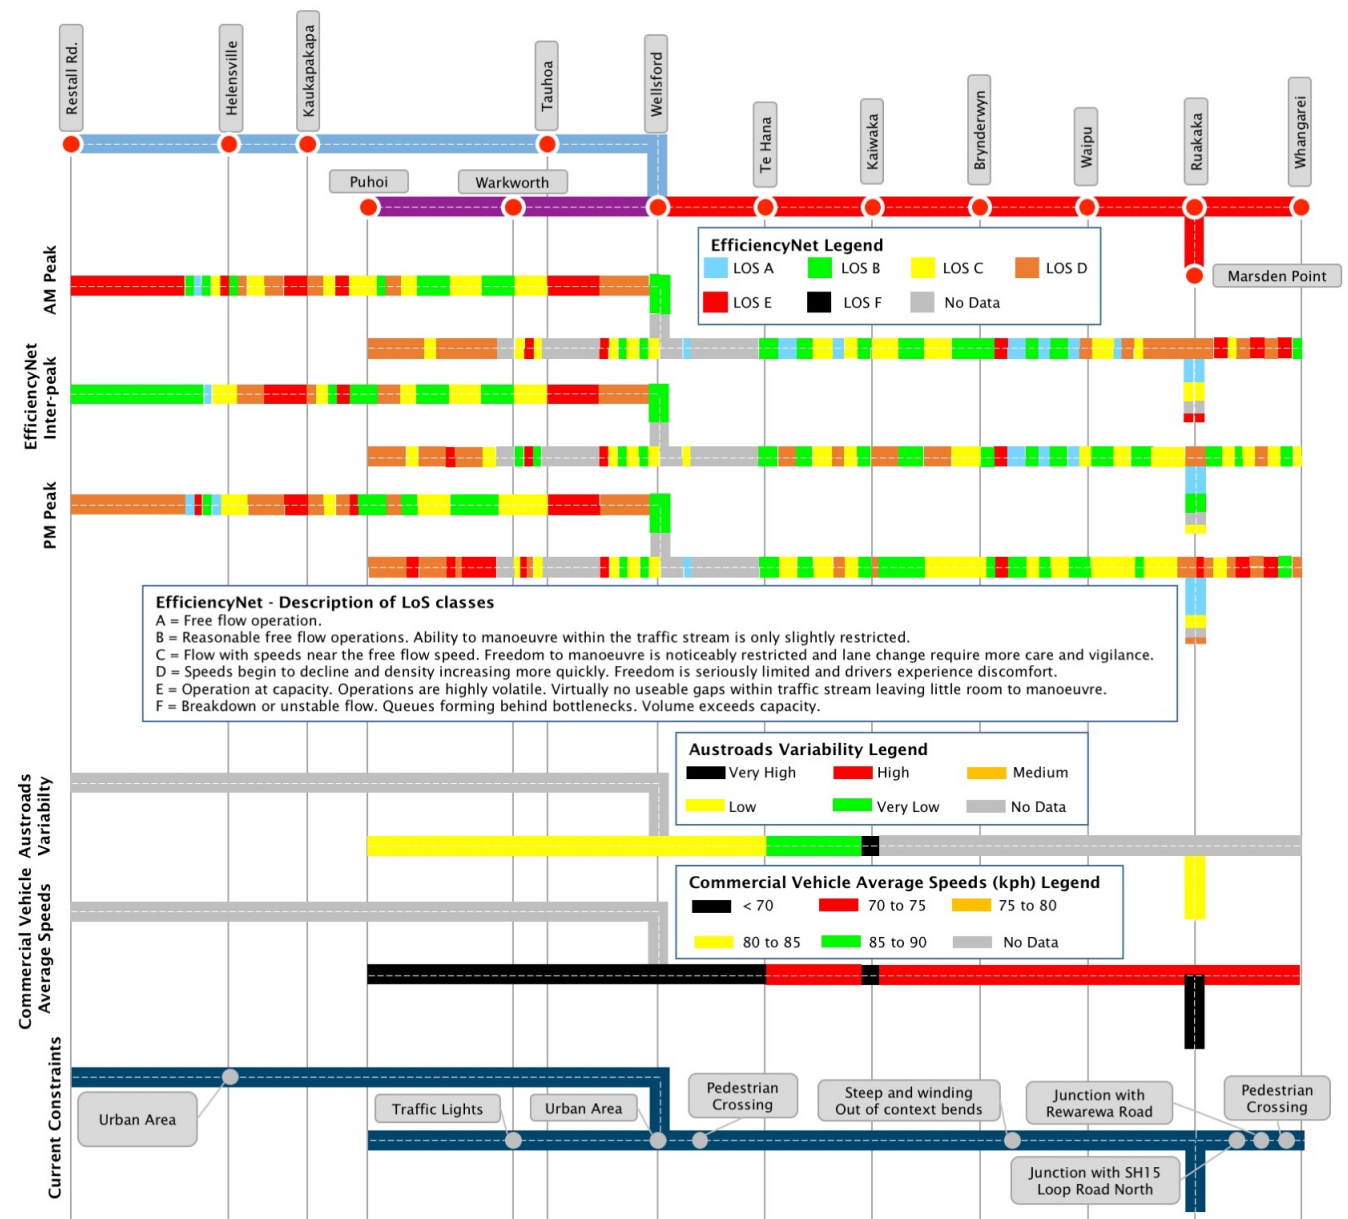 Restall Rd.
Helensville
Kaukapakapa
Tauhoa
Wellsford
Te Hana
Kaiwaka
Brynderwyn
Waipu
Ruakaka
Whangarei
Puhoi
Warkworth
Marsden Point
EfficiencyNet Legend
LOS A
LOS B
LOS C
LOS D
LOS E
LOS F
No Data
AM Peak
EfficiencyNet
Inter-peak
PM Peak
EfficiencyNet - Description of LoS classes
A = Free flow operation.
B = Reasonable free flow operations. Ability to manoeuvre within the traffic stream is only slightly restricted.
C = Flow with speeds near the free flow speed. Freedom to manoeuvre is noticeably restricted and lane change require more care and vigilance.
D = Speeds begin to decline and density increasing more quickly. Freedom is seriously limited and drivers experience discomfort.
E = Operation at capacity. Operations are highly volatile. Virtually no useable gaps within traffic stream leaving little room to manoeuvre.
F = Breakdown or unstable flow. Queues forming behind bottlenecks. Volume exceeds capacity.
Austroads
Variabilty
Austroads Variability Legend
Very High
High
Medium
Low
Very Low
No Data
Commercial Vehicle
Average Speeds
Commercial Vehicle Average Speeds (kph) Legend
< 70
70 to 75
75 to 80
80 to 85
85 to 90
No Data
Current Constraints
Urban Area
Traffic Lights
Urban Area
Pedestrian
Crossing
Steep and winding
Out of context bends
Junction with
Rewarewa Road
Pedestrian
Crossing
Junction with SH15
Loop Road North